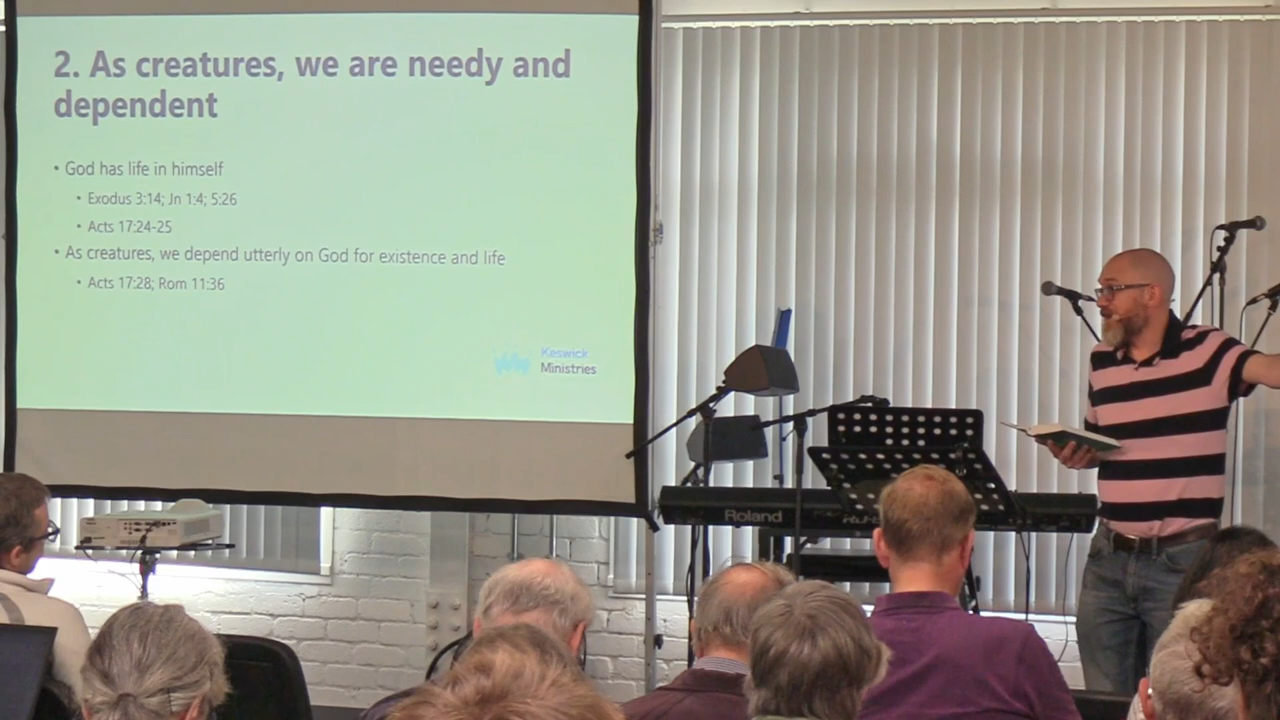 2. As creatures, we are needy and
dependent
• God has life in himself
• Exodus 3:14; Jn 1:4; 5:26
• Acts 17:24-25
• As creatures, we depend utterly on God for existence and life
• Acts 17:28; Rom 11:36
Keswick
Ministries
Roland